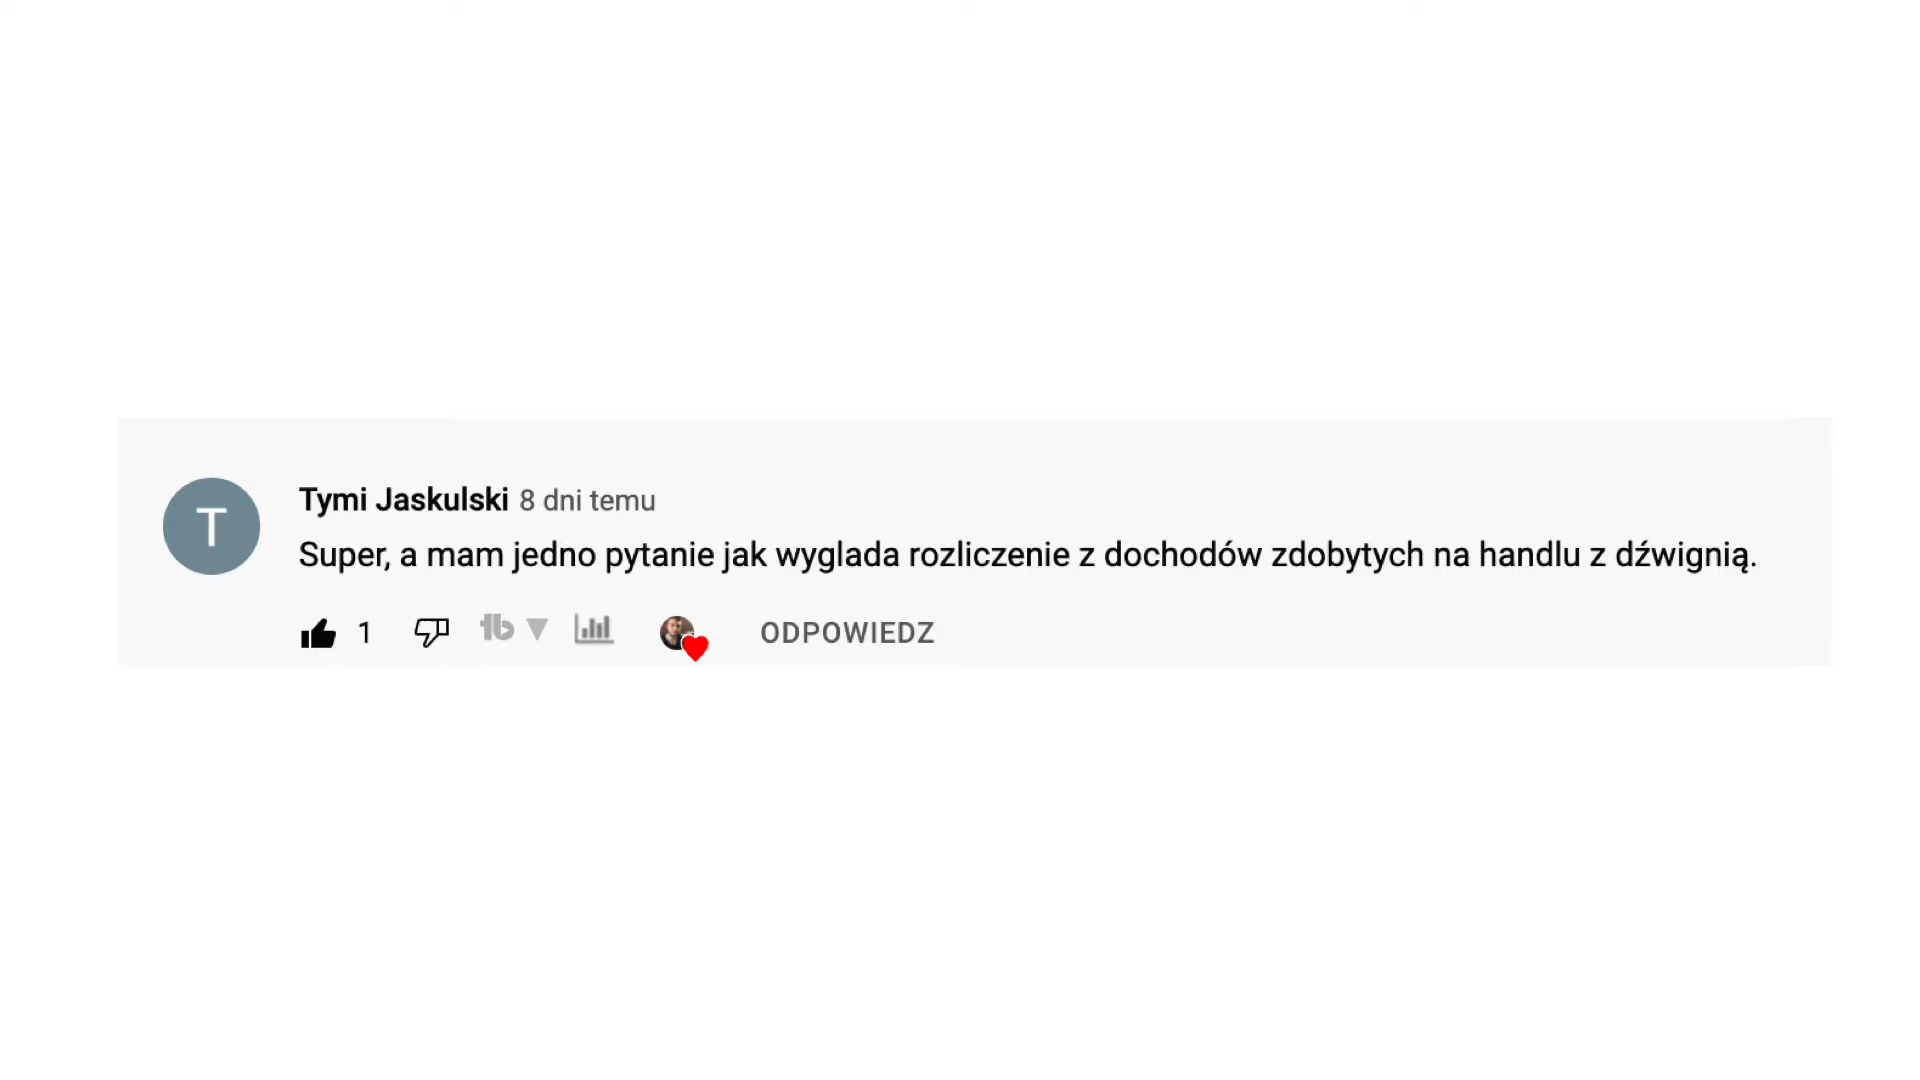 T
Tymi Jaskulski 8 dni temu
Super, a mam jedno pytanie jak wyglada rozliczenie z dochodów zdobytych na handlu z dźwignią.
1 tb ODPOWIEDZ